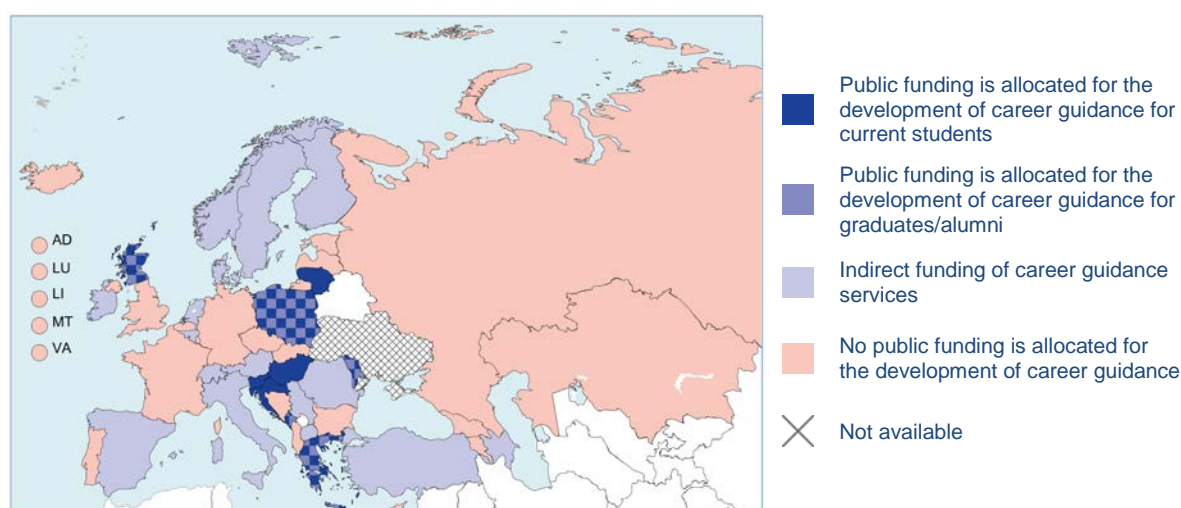 AD
LU
LI
MT
VA
Public funding is allocated for the
development of career guidance for
current students
Public funding is allocated for the
development of career guidance for
graduates/alumni
Indirect funding of career guidance
services
No public funding is allocated for
the development of career guidance
Not available